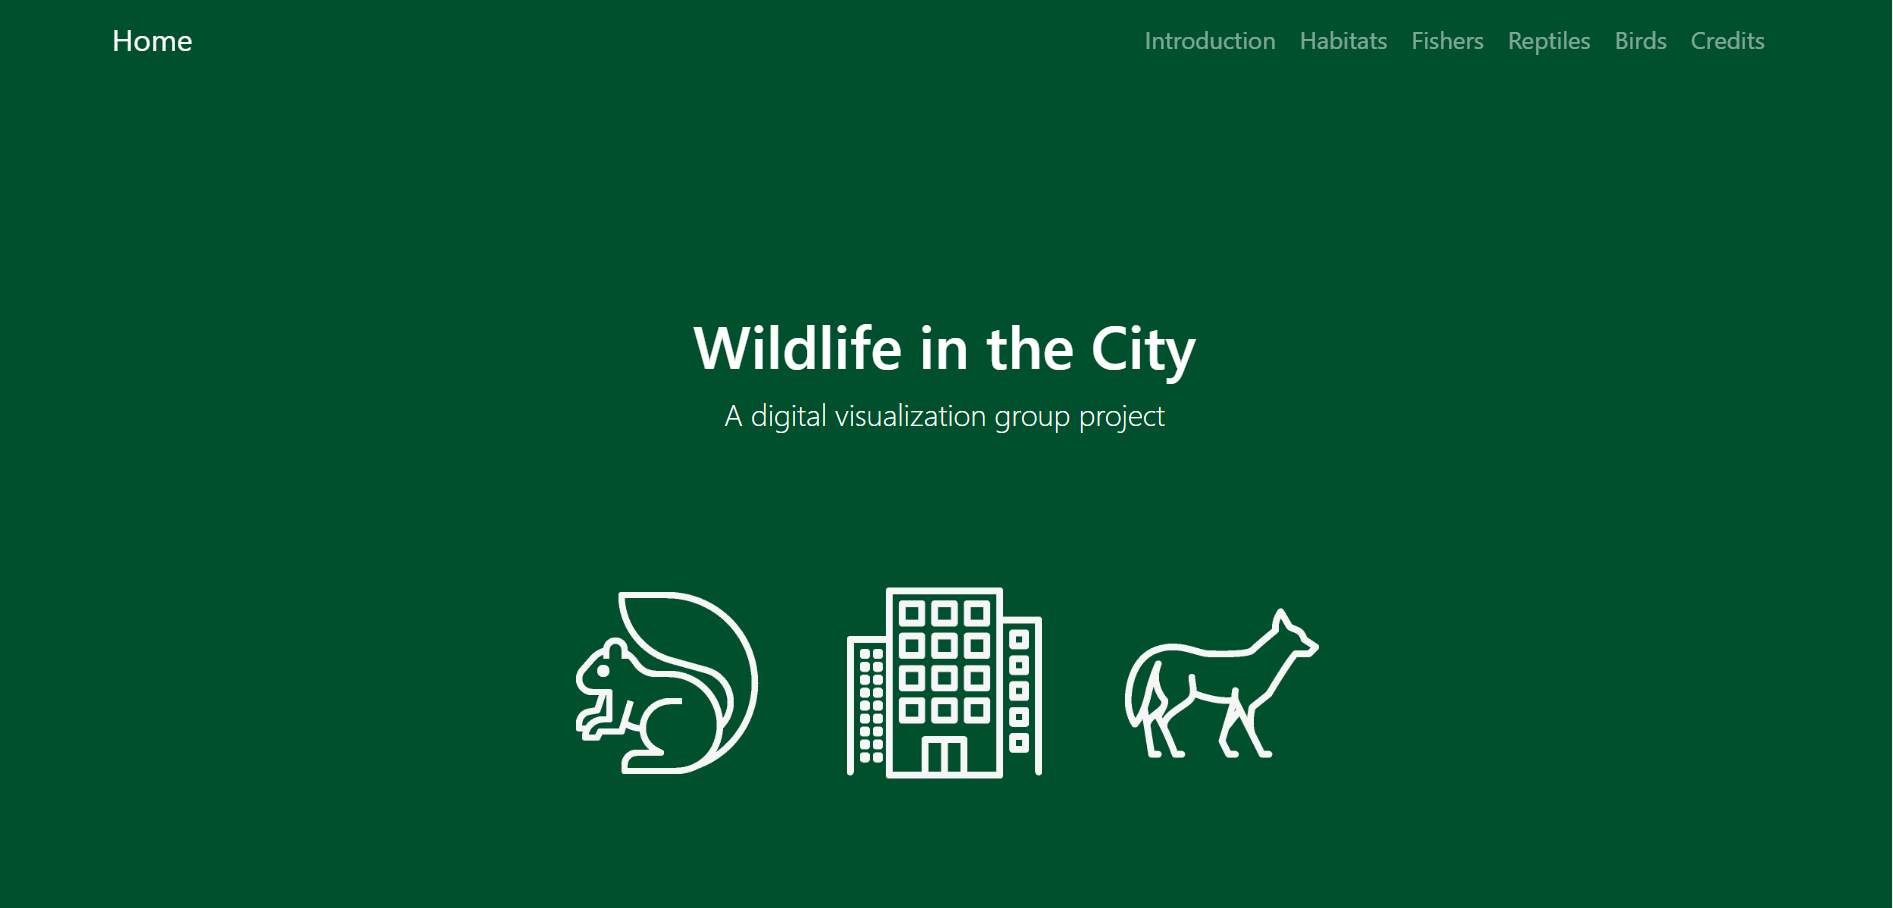 Home Introduction Habitats Fishers Reptiles Birds Credits
Wildlife in the City
A digital visualization group project